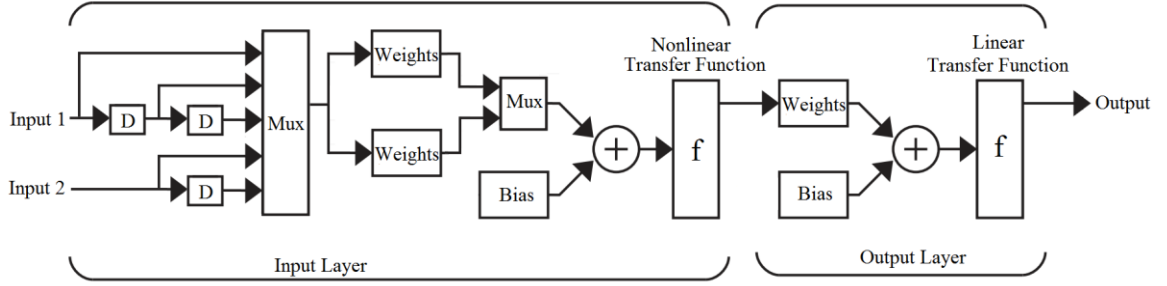 Nonlinear
Transfer Function
Linear
Transfer Function
Weights
Input 1
D
D
Mux
Mux
Weights
Output
Weights
f
f
Input 2
D
Bias
Bias
Input Layer
Output Layer